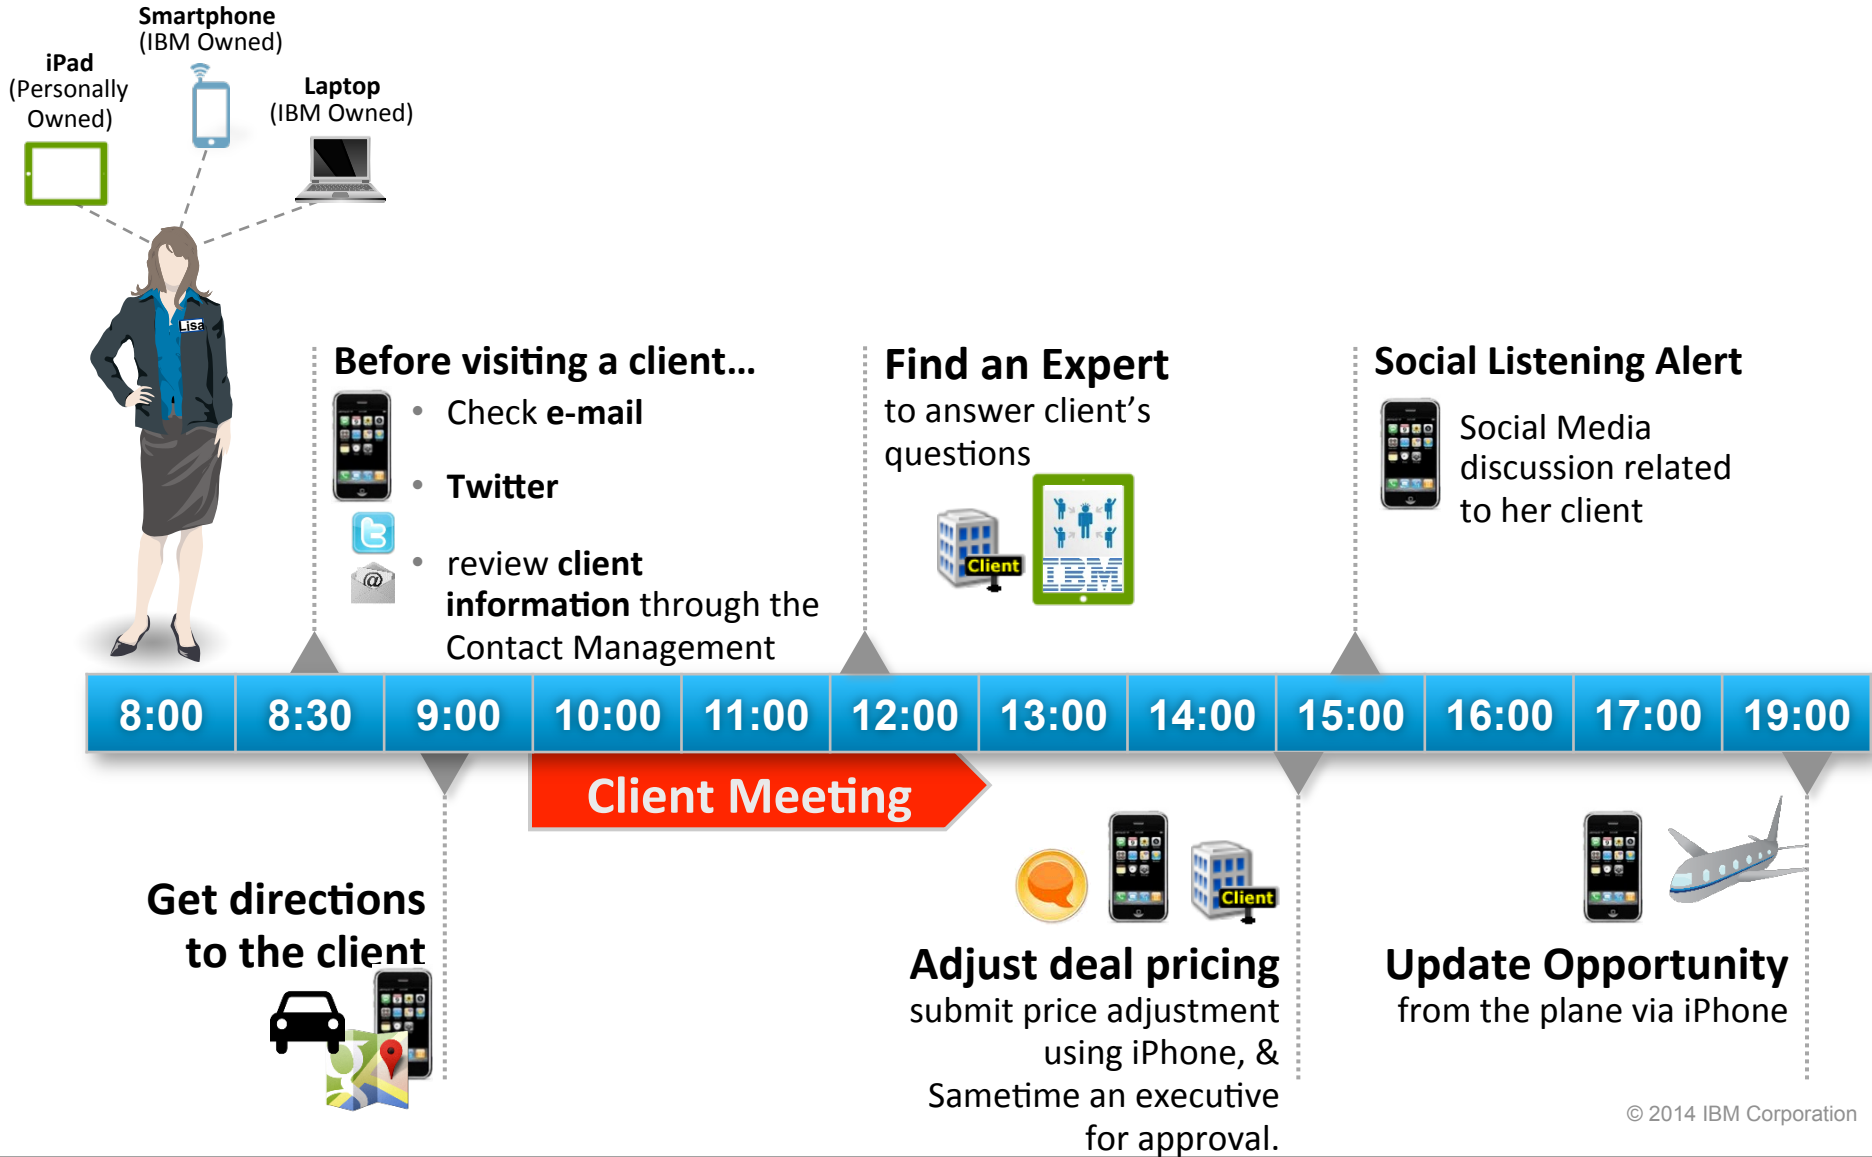 Smartphone
(IBM Owned)
iPad
(Personally
Owned)
Laptop
(IBM Owned)
Lisa
Before visiting a client...
• Check e-mail
• Twitter
• review client
information through the
Contact Management
Find an Expert
to answer client’s
questions
Client
IBM
Social Listening Alert
Social Media
discussion related
to her client
8:00 8:30 9:00 10:00 11:00 12:00 13:00 14:00 15:00 16:00 17:00 19:00
Client Meeting
Get directions
to the client
Client
Adjust deal pricing
submit price adjustment
using iPhone, &
Sametime an executive
for approval.
Update Opportunity
from the plane via iPhone
© 2014 IBM Corporation